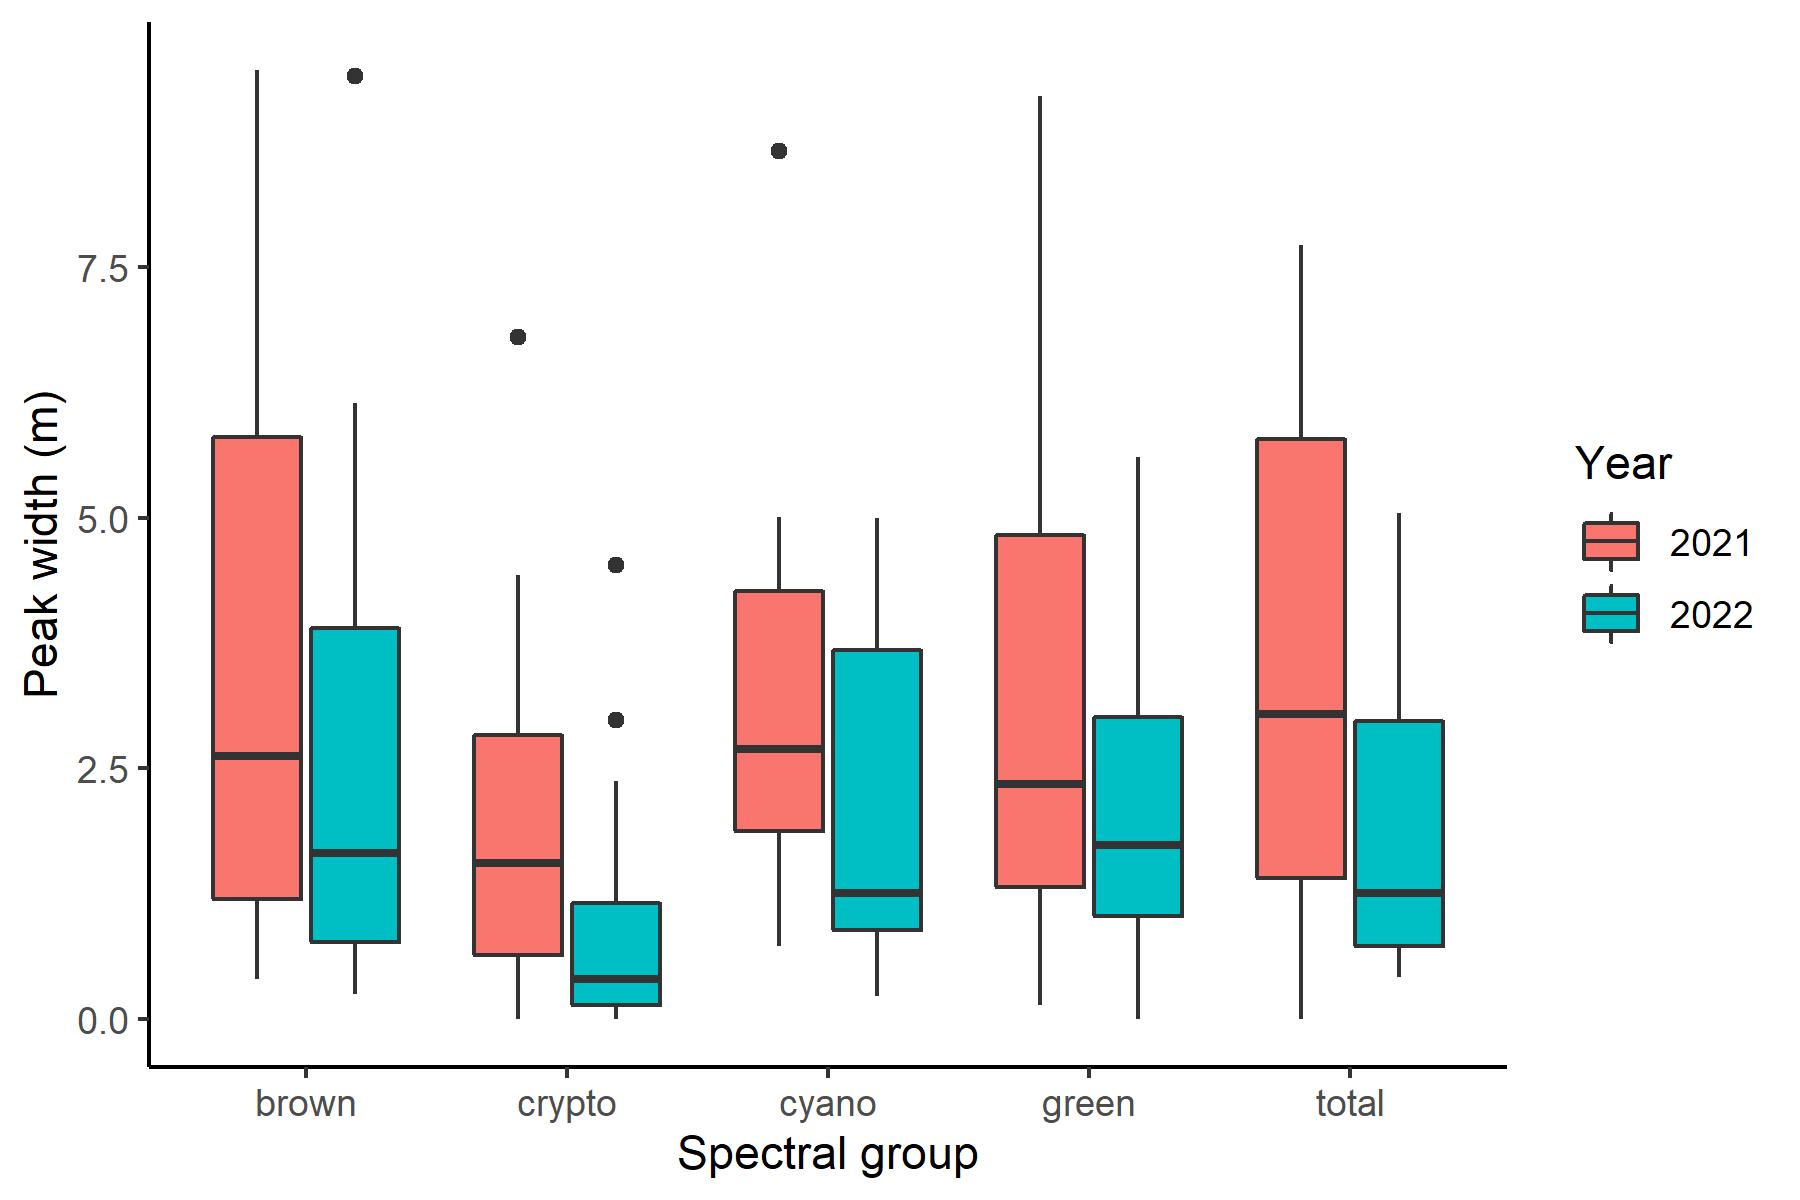 Peak width (m)
7.5
5.0
2.5
0.0
brown crypto cyano green total
Spectral group
Year
2021
2022